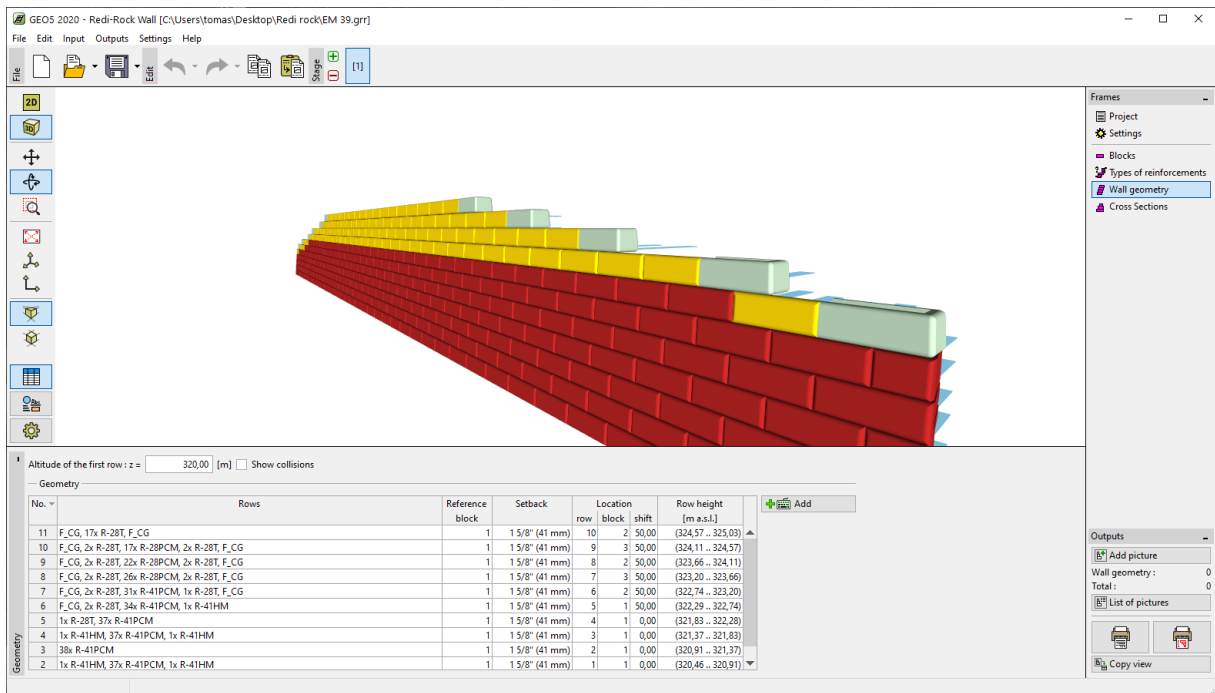 GEO5 2020 - Redi-Rock Wall [C:\Users\tomas\Desktop\Redi rock\EM 39.grr]
File Edit Input Outputs Settings Help
File
Edit
Stage
[1]
2D
3D
Frames
Project
Settings
Blocks
Types of reinforcements
Wall geometry
Cross Sections
Altitude of the first row : z = 320,00 [m] Show collisions
Geometry
No. Rows Reference block Setback Location row block shift Row height [m a.s.l.]
Add
11 F_CG, 17x R-28T, F_CG 1 1 5/8" (41 mm) 10 2 50,00 (324,57 .. 325,03)
10 F_CG, 2x R-28T, 17x R-28PCM, 2x R-28T, F_CG 1 1 5/8" (41 mm) 9 3 50,00 (324,11 .. 324,57)
9 F_CG, 2x R-28T, 22x R-28PCM, 2x R-28T, F_CG 1 1 5/8" (41 mm) 8 2 50,00 (323,66 .. 324,11)
8 F_CG, 2x R-28T, 26x R-28PCM, 2x R-28T, F_CG 1 1 5/8" (41 mm) 7 3 50,00 (323,20 .. 323,66)
7 F_CG, 2x R-28T, 31x R-41PCM, 1x R-28T, F_CG 1 1 5/8" (41 mm) 6 2 50,00 (322,74 .. 323,20)
6 F_CG, 2x R-28T, 34x R-41PCM, 1x R-41HM 1 1 5/8" (41 mm) 5 1 50,00 (322,29 .. 322,74)
5 1x R-28T, 37x R-41PCM 1 1 5/8" (41 mm) 4 1 0,00 (321,83 .. 322,28)
4 1x R-41HM, 37x R-41PCM, 1x R-41HM 1 1 5/8" (41 mm) 3 1 0,00 (321,37 .. 321,83)
3 38x R-41PCM 1 1 5/8" (41 mm) 2 1 0,00 (320,91 .. 321,37)
2 1x R-41HM, 37x R-41PCM, 1x R-41HM 1 1 5/8" (41 mm) 1 1 0,00 (320,46 .. 320,91)
Geometry
Outputs
Add picture
Wall geometry : 0
Total : 0
List of pictures
Copy view